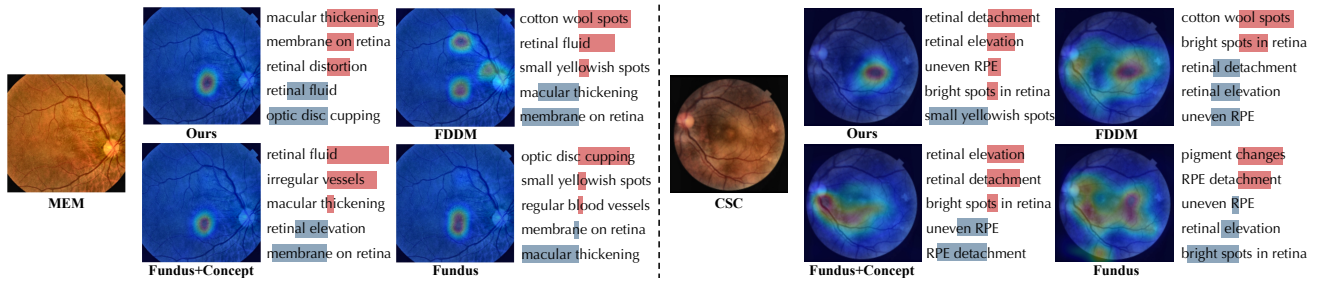 macular thickening
membrane on retina
retinal distortion
retinal fluid
optic disc cupping
Ours
cotton wool spots
retinal fluid
small yellowish spots
macular thickening
membrane on retina
FDDM
MEM
retinal fluid
irregular vessels
macular thickening
retinal elevation
membrane on retina
Fundus+Concept
optic disc cupping
small yellowish spots
regular blood vessels
membrane on retina
macular thickening
Fundus
retinal detachment
retinal elevation
uneven RPE
bright spots in retina
small yellowish spots
Ours
cotton wool spots
bright spots in retina
retinal detachment
retinal elevation
uneven RPE
FDDM
CSC
retinal elevation
retinal detachment
bright spots in retina
uneven RPE
RPE detachment
Fundus+Concept
pigment changes
RPE detachment
uneven RPE
retinal elevation
bright spots in retina
Fundus